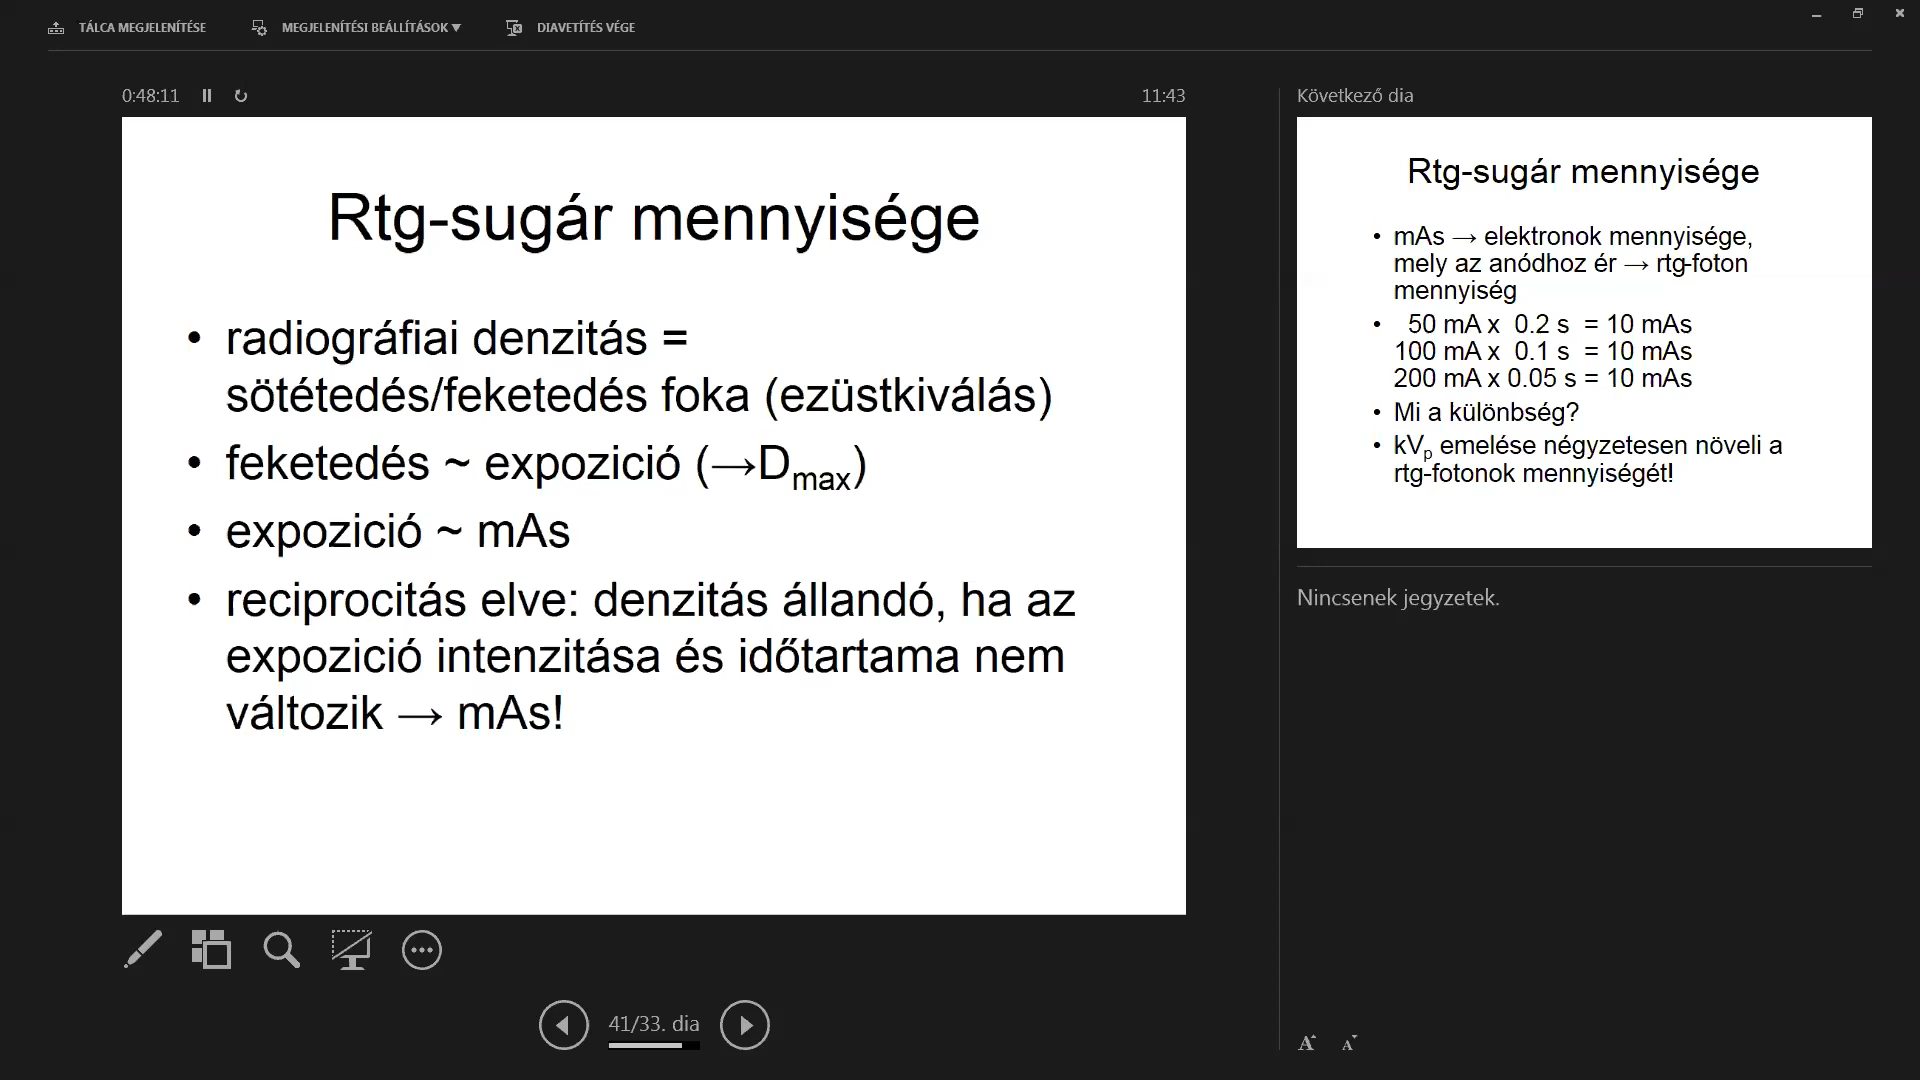 TÁLCA MEGJELENÍTÉSE
MEGJELENÍTÉSI BEÁLLÍTÁSOK ▼
DIAVETÍTÉS VÉGE
0:48:11
11:43
Rtg-sugár mennyisége
• radiográfiai denzitás =
sötétedés/feketedés foka (ezüstkiválás)
• feketedés ~ expozíció (→Dmax)
• expozíció ~ mAs
• reciprocitás elve: denzitás állandó, ha az
expozíció intenzitása és időtartama nem
változik → mAs!
41/33. dia
Következő dia
Rtg-sugár mennyisége
• mAs → elektronok mennyisége,
mely az anódhoz ér → rtg-foton
mennyiség
• 50 mA x 0.2 s = 10 mAs
100 mA x 0.1 s = 10 mAs
200 mA x 0.05 s = 10 mAs
• Mi a különbség?
• kVp emelése négyzetesen növeli a
rtg-fotonok mennyiségét!
Nincsenek jegyzetek.
A A